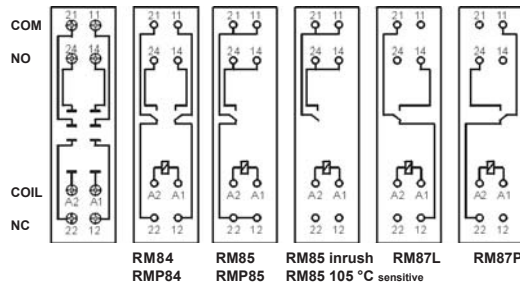 COM 21 11 21 11 21 11 21 11 21 11 21 11
NO 24 14 24 14 24 14 24 14 24 14 24 14
COIL A2 A1 A2 A1 A2 A1 A2 A1 A2 A1 A2 A1
NC 22 12 22 12 22 12 22 12 22 12 22 12
RM84 RM85 RM85 inrush RM87L RM87P
RMP84 RMP85 RM85 105 °C sensitive